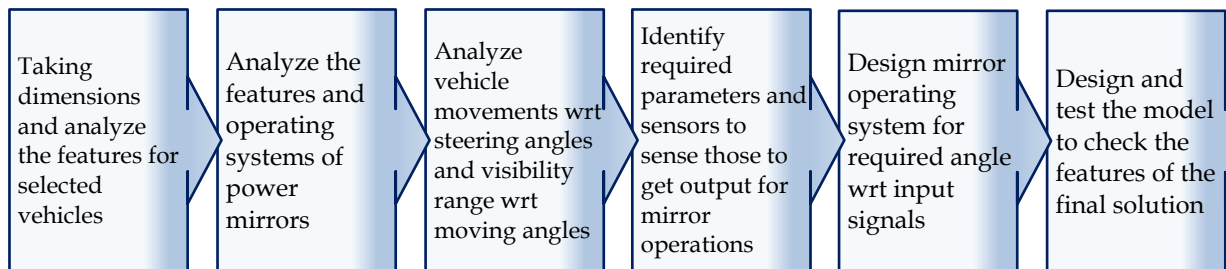 Taking
dimensions
and analyze
the features for
selected
vehicles
Analyze the
features and
operating
systems of
power
mirrors
Analyze
vehicle
movements wrt
steering angles
and visibility
range wrt
moving angles
Identify
required
parameters and
sensors to
sense those to
get output for
mirror
operations
Design mirror
operating
system for
required angle
wrt input
signals
Design and
test the model
to check the
features of the
final solution